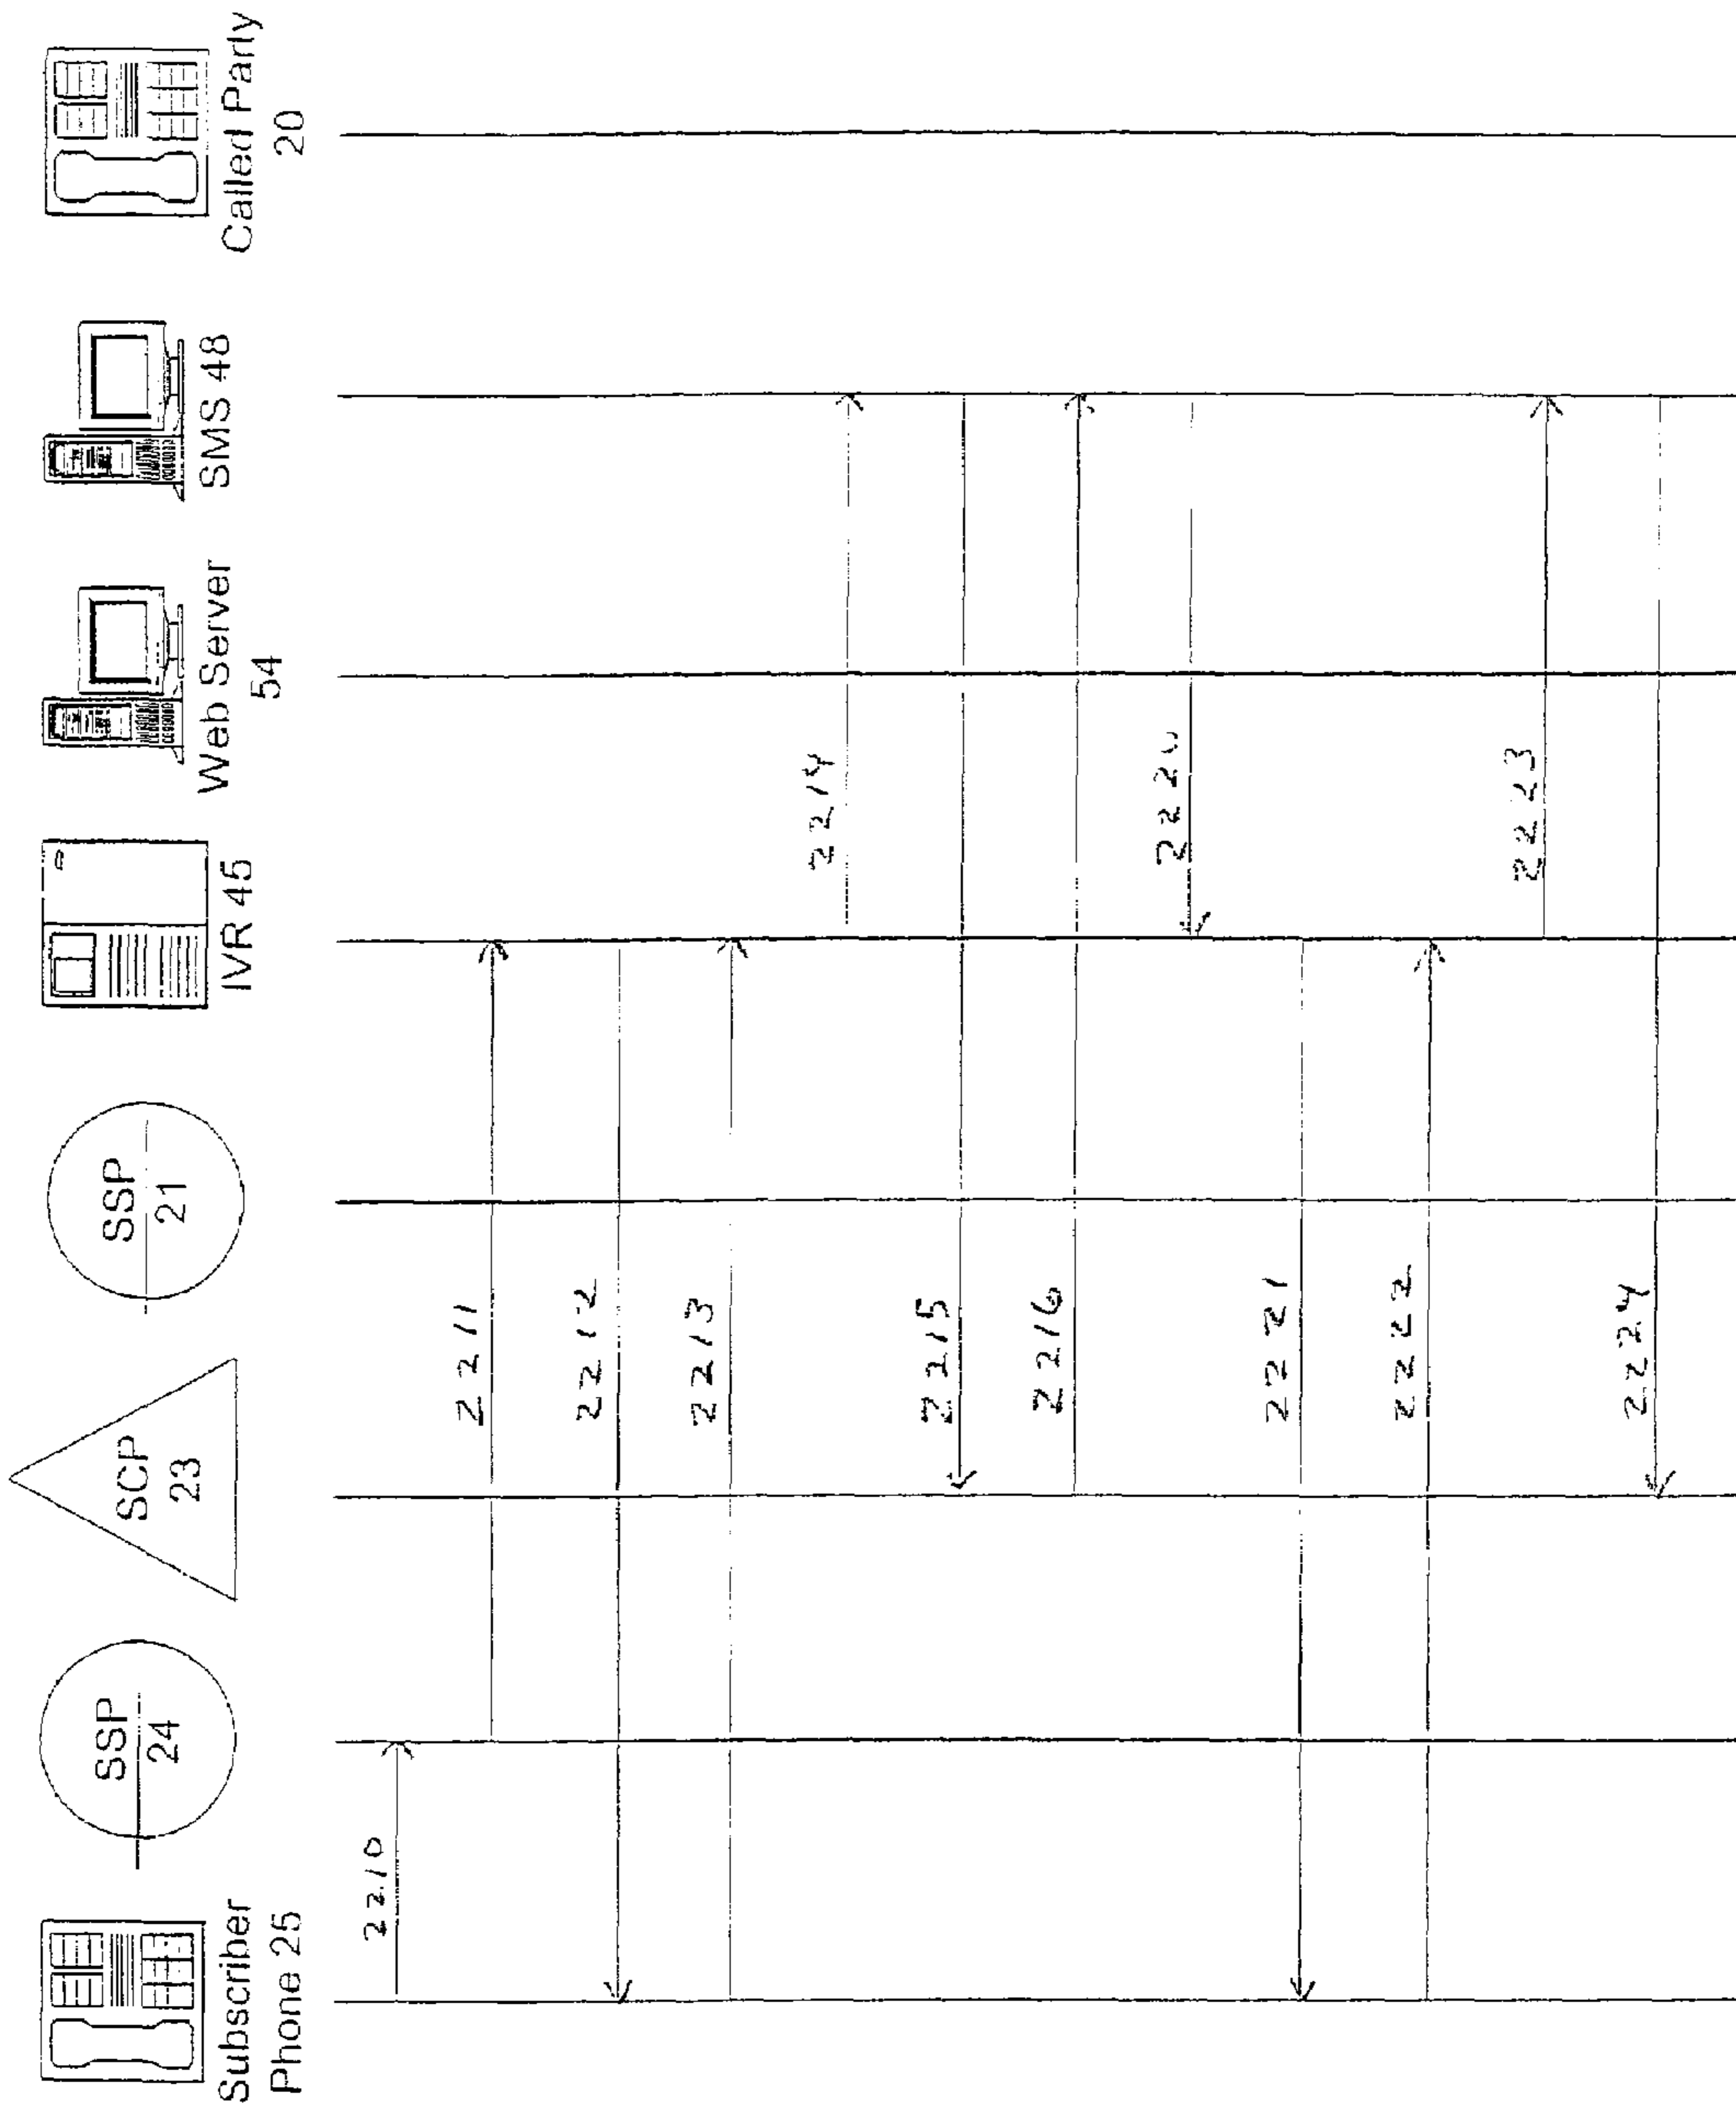 Subscriber
Phone 25
SSP
24
SCP
23
SSP
21
IVR 45
Web Server
54
SMS 48
Called Party
20
2210
2211
2212
2213
2214
2215
2216
2220
2221
2222
2223
2224